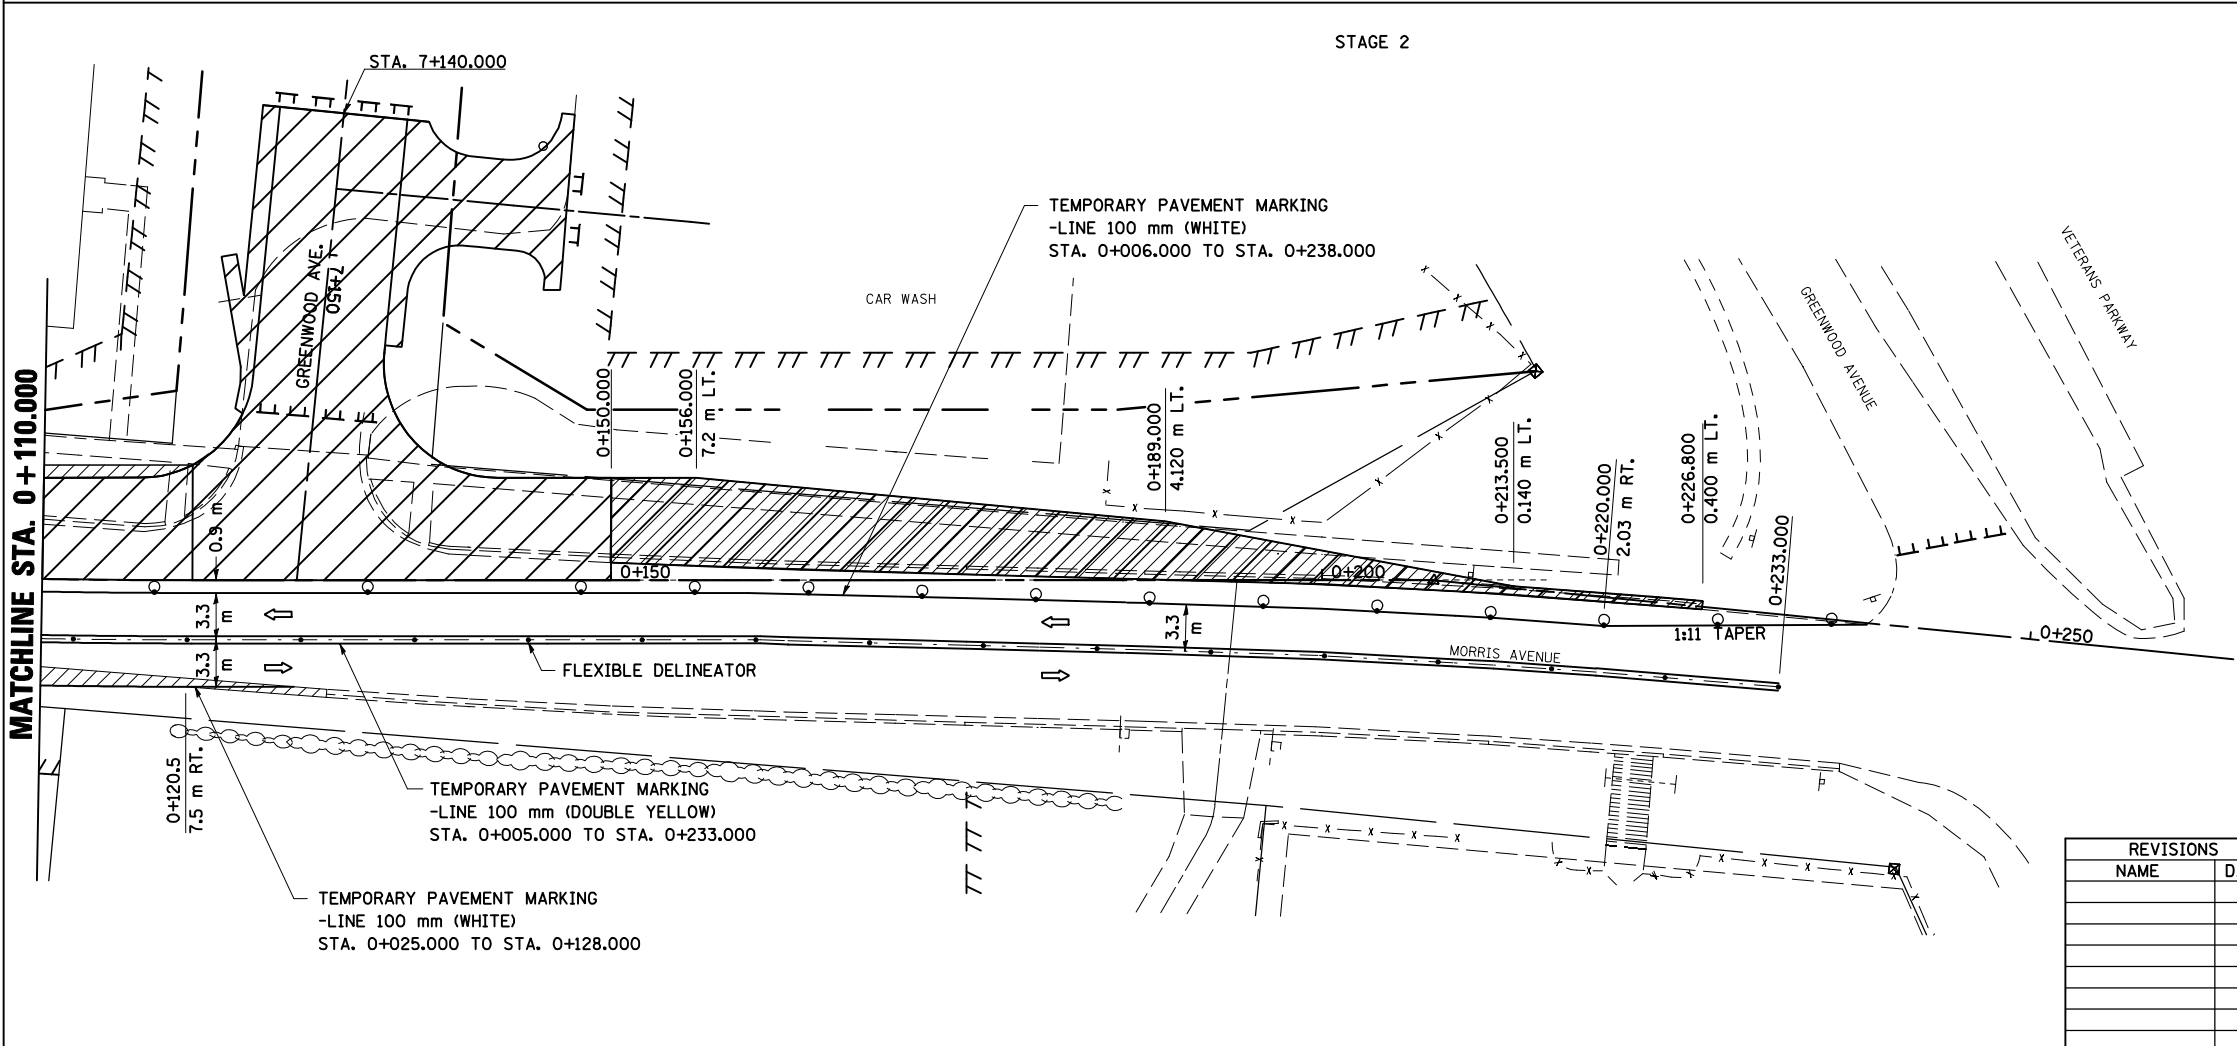 STAGE 2
STA. 7+140.000
TEMPORARY PAVEMENT MARKING
-LINE 100 mm (WHITE)
STA. 0+006.000 TO STA. 0+238.000
VETERANS PARKWAY
GREENWOOD AVENUE
CAR WASH
GREENWOOD AVE.
7+150
MATCHLINE STA. 0+110.000
0+150.000
0+156.000
7.2 m LT.
0+189.000
4.120 m LT.
0+213.500
0.140 m LT.
0+220.000
2.03 m RT.
0+226.800
0.400 m LT.
0+233.000
0.9 m
0+150
0+200
3.3 m
3.3 m
3.3 m
1:11 TAPER
0+250
MORRIS AVENUE
FLEXIBLE DELINEATOR
0+120.5
7.5 m RT.
TEMPORARY PAVEMENT MARKING
-LINE 100 mm (DOUBLE YELLOW)
STA. 0+005.000 TO STA. 0+233.000
TEMPORARY PAVEMENT MARKING
-LINE 100 mm (WHITE)
STA. 0+025.000 TO STA. 0+128.000
REVISIONS
NAME